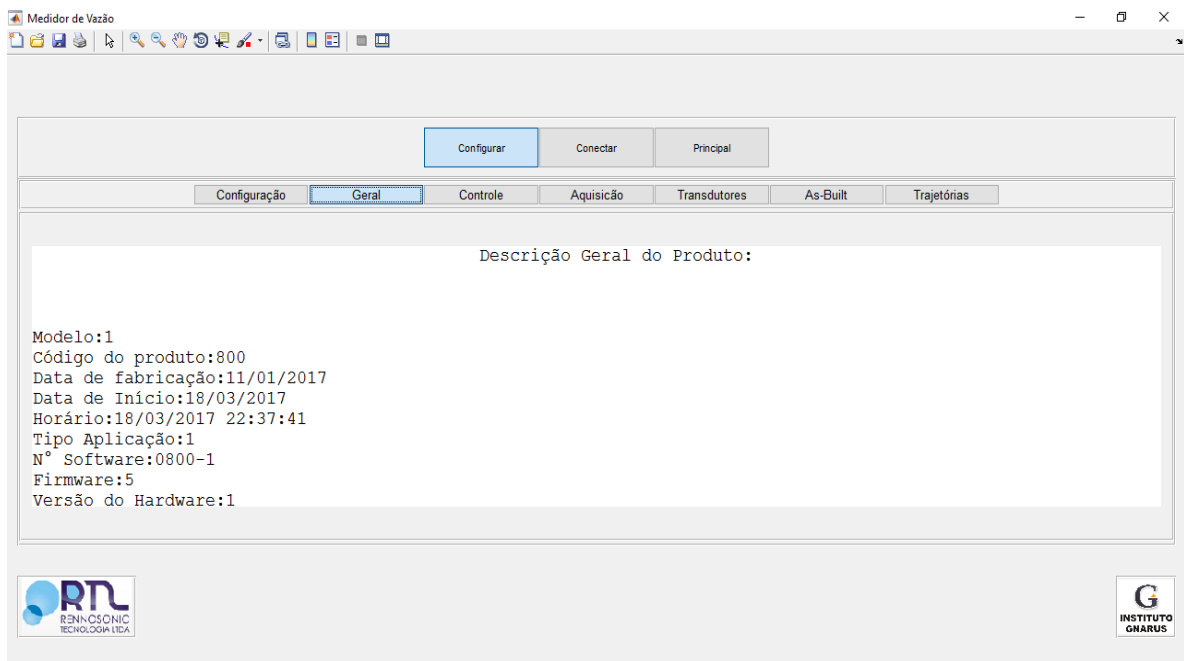 Medidor de Vazão
Configurar Conectar Principal
Configuração Geral Controle Aquisicão Transdutores As-Built Trajetórias
Descrição Geral do Produto:
Modelo:1
Código do produto:800
Data de fabricação:11/01/2017
Data de Início:18/03/2017
Horário:18/03/2017 22:37:41
Tipo Aplicação:1
N° Software:0800-1
Firmware:5
Versão do Hardware:1
RTL
RENNOSONIC
TECNOLOGIA LTDA
G
INSTITUTO
GNARUS